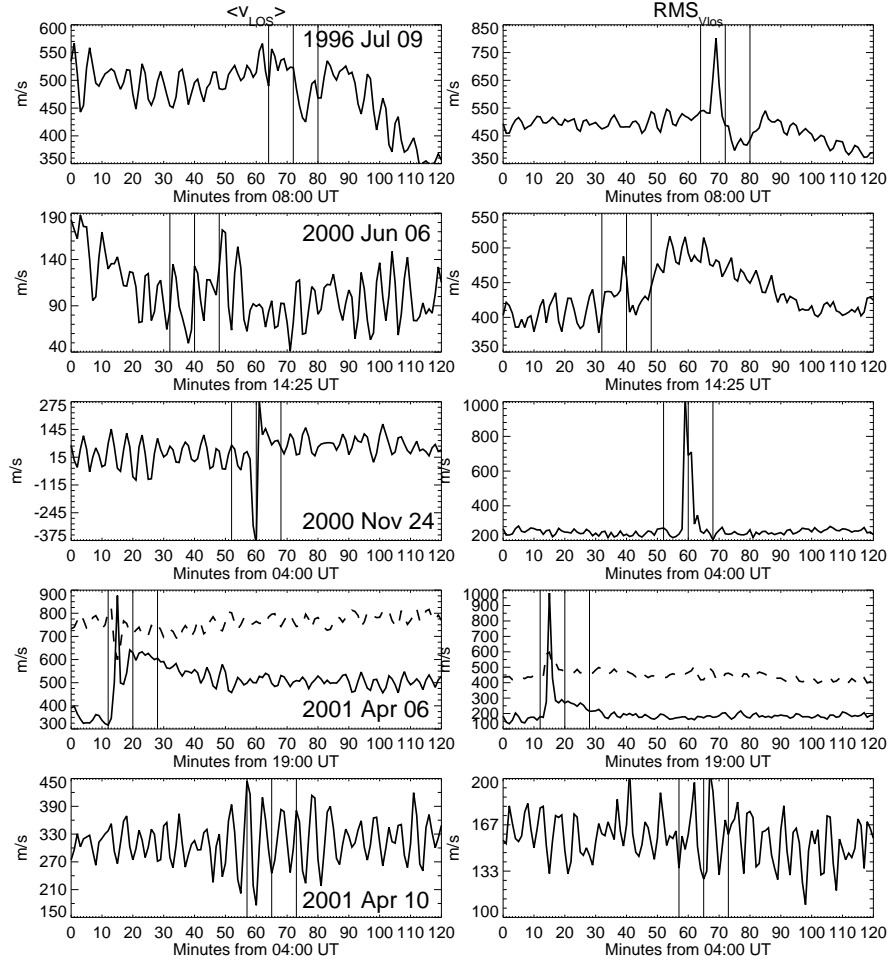 <v_LOS>
600
550
500
450
400
350
m/s
1996 Jul 09
0 10 20 30 40 50 60 70 80 90 100 110 120
Minutes from 08:00 UT
RMS_Vlos
850
750
650
550
450
350
m/s
0 10 20 30 40 50 60 70 80 90 100 110 120
Minutes from 08:00 UT
190
140
90
40
m/s
2000 Jun 06
0 10 20 30 40 50 60 70 80 90 100 110 120
Minutes from 14:25 UT
550
500
450
400
350
m/s
0 10 20 30 40 50 60 70 80 90 100 110 120
Minutes from 14:25 UT
275
145
15
-115
-245
-375
m/s
2000 Nov 24
0 10 20 30 40 50 60 70 80 90 100 110 120
Minutes from 04:00 UT
1000
800
600
400
200
m/s
0 10 20 30 40 50 60 70 80 90 100 110 120
Minutes from 04:00 UT
900
800
700
600
500
400
300
m/s
2001 Apr 06
0 10 20 30 40 50 60 70 80 90 100 110 120
Minutes from 19:00 UT
1000
900
800
700
600
500
400
300
200
100
m/s
0 10 20 30 40 50 60 70 80 90 100 110 120
Minutes from 19:00 UT
450
390
330
270
210
150
m/s
2001 Apr 10
0 10 20 30 40 50 60 70 80 90 100 110 120
Minutes from 04:00 UT
200
167
133
100
m/s
0 10 20 30 40 50 60 70 80 90 100 110 120
Minutes from 04:00 UT